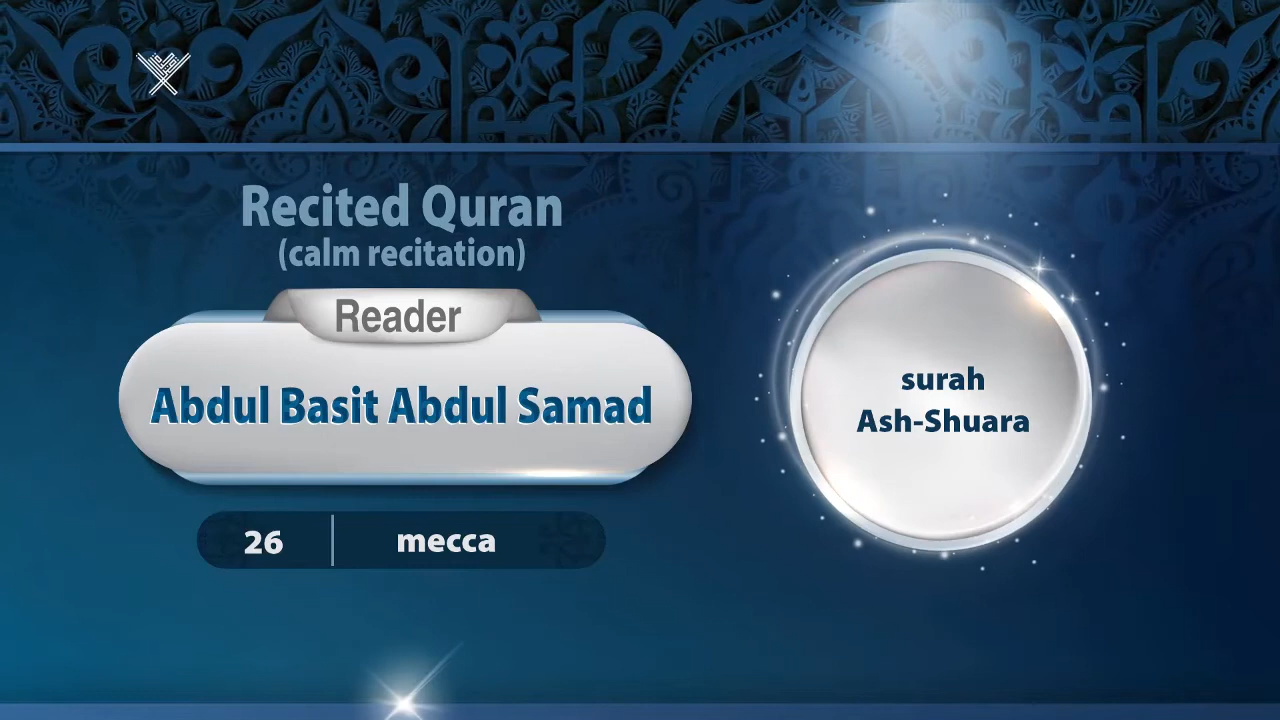 Recited Quran
(calm recitation)
Reader
Abdul Basit Abdul Samad
26
mecca
surah
Ash-Shuara